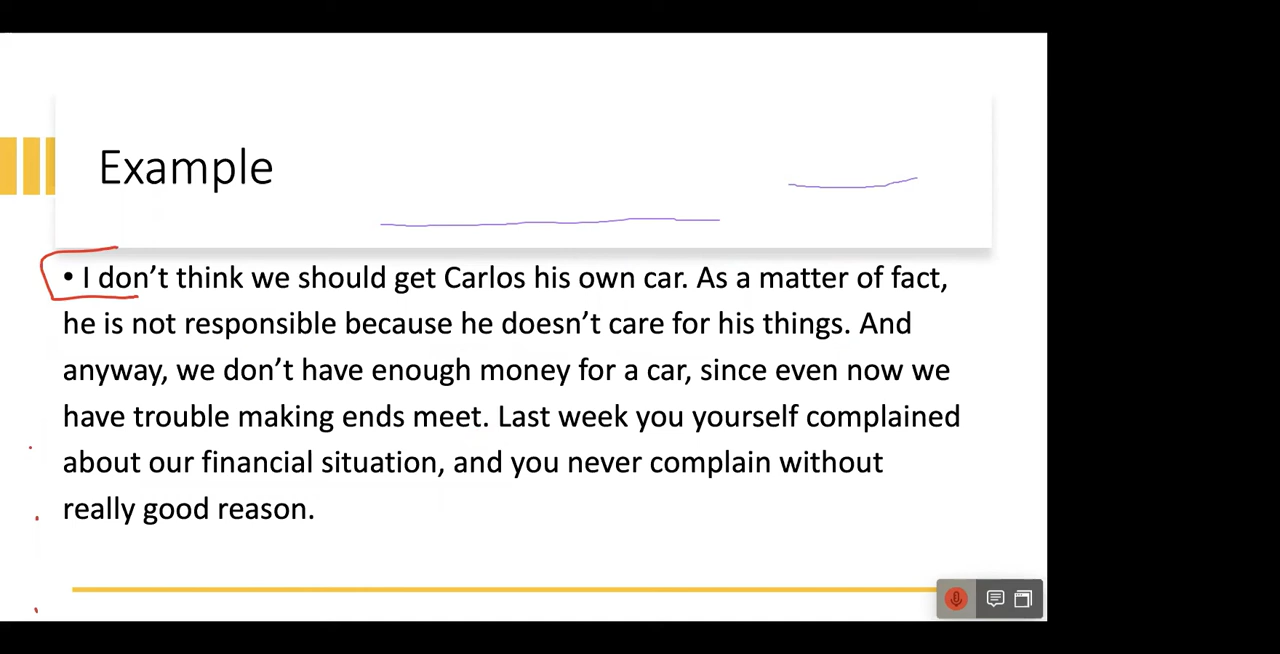 Example
• I don’t think we should get Carlos his own car. As a matter of fact,
he is not responsible because he doesn’t care for his things. And
anyway, we don’t have enough money for a car, since even now we
have trouble making ends meet. Last week you yourself complained
about our financial situation, and you never complain without
really good reason.